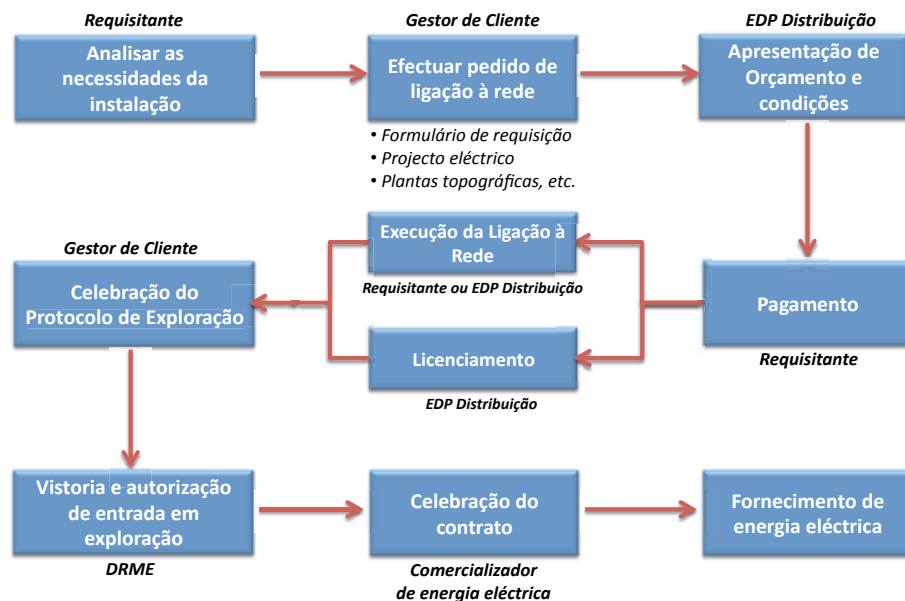 Requisitante
Analisar as
necessidades da
instalação
Gestor de Cliente
Efectuar pedido de
ligação à rede
• Formulário de requisição
• Projecto eléctrico
• Plantas topográficas, etc.
EDP Distribuição
Apresentação de
Orçamento e
condições
Pagamento
Requisitante
Execução da Ligação à
Rede
Requisitante ou EDP Distribuição
Licenciamento
EDP Distribuição
Gestor de Cliente
Celebração do
Protocolo de Exploração
Vistoria e autorização
de entrada em
exploração
DRME
Celebração do
contrato
Comercializador
de energia eléctrica
Fornecimento de
energia eléctrica